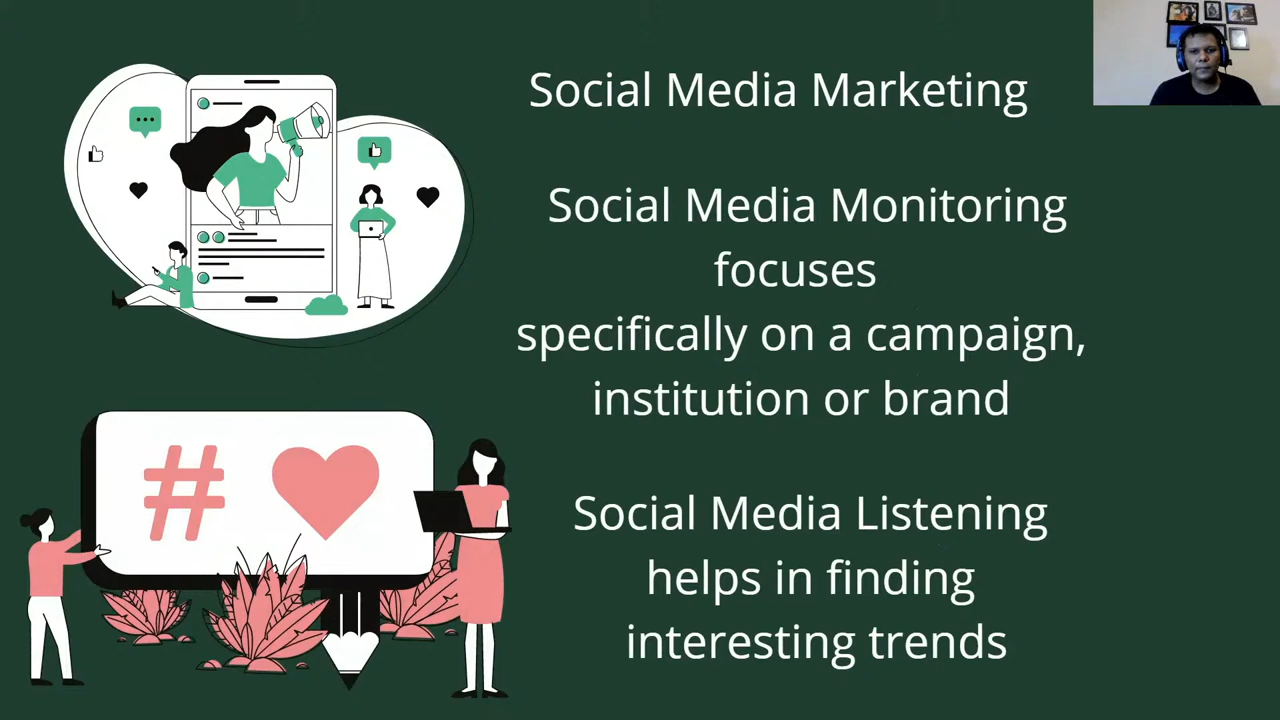 Social Media Marketing
Social Media Monitoring
focuses
specifically on a campaign,
institution or brand
Social Media Listening
helps in finding
interesting trends